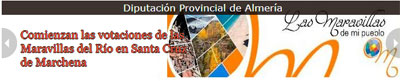 Diputación Provincial de Almería
Comienzan las votaciones de las
Maravillas del Río en Santa Cruz
de Marchena
Las Maravillas
de mi pueblo